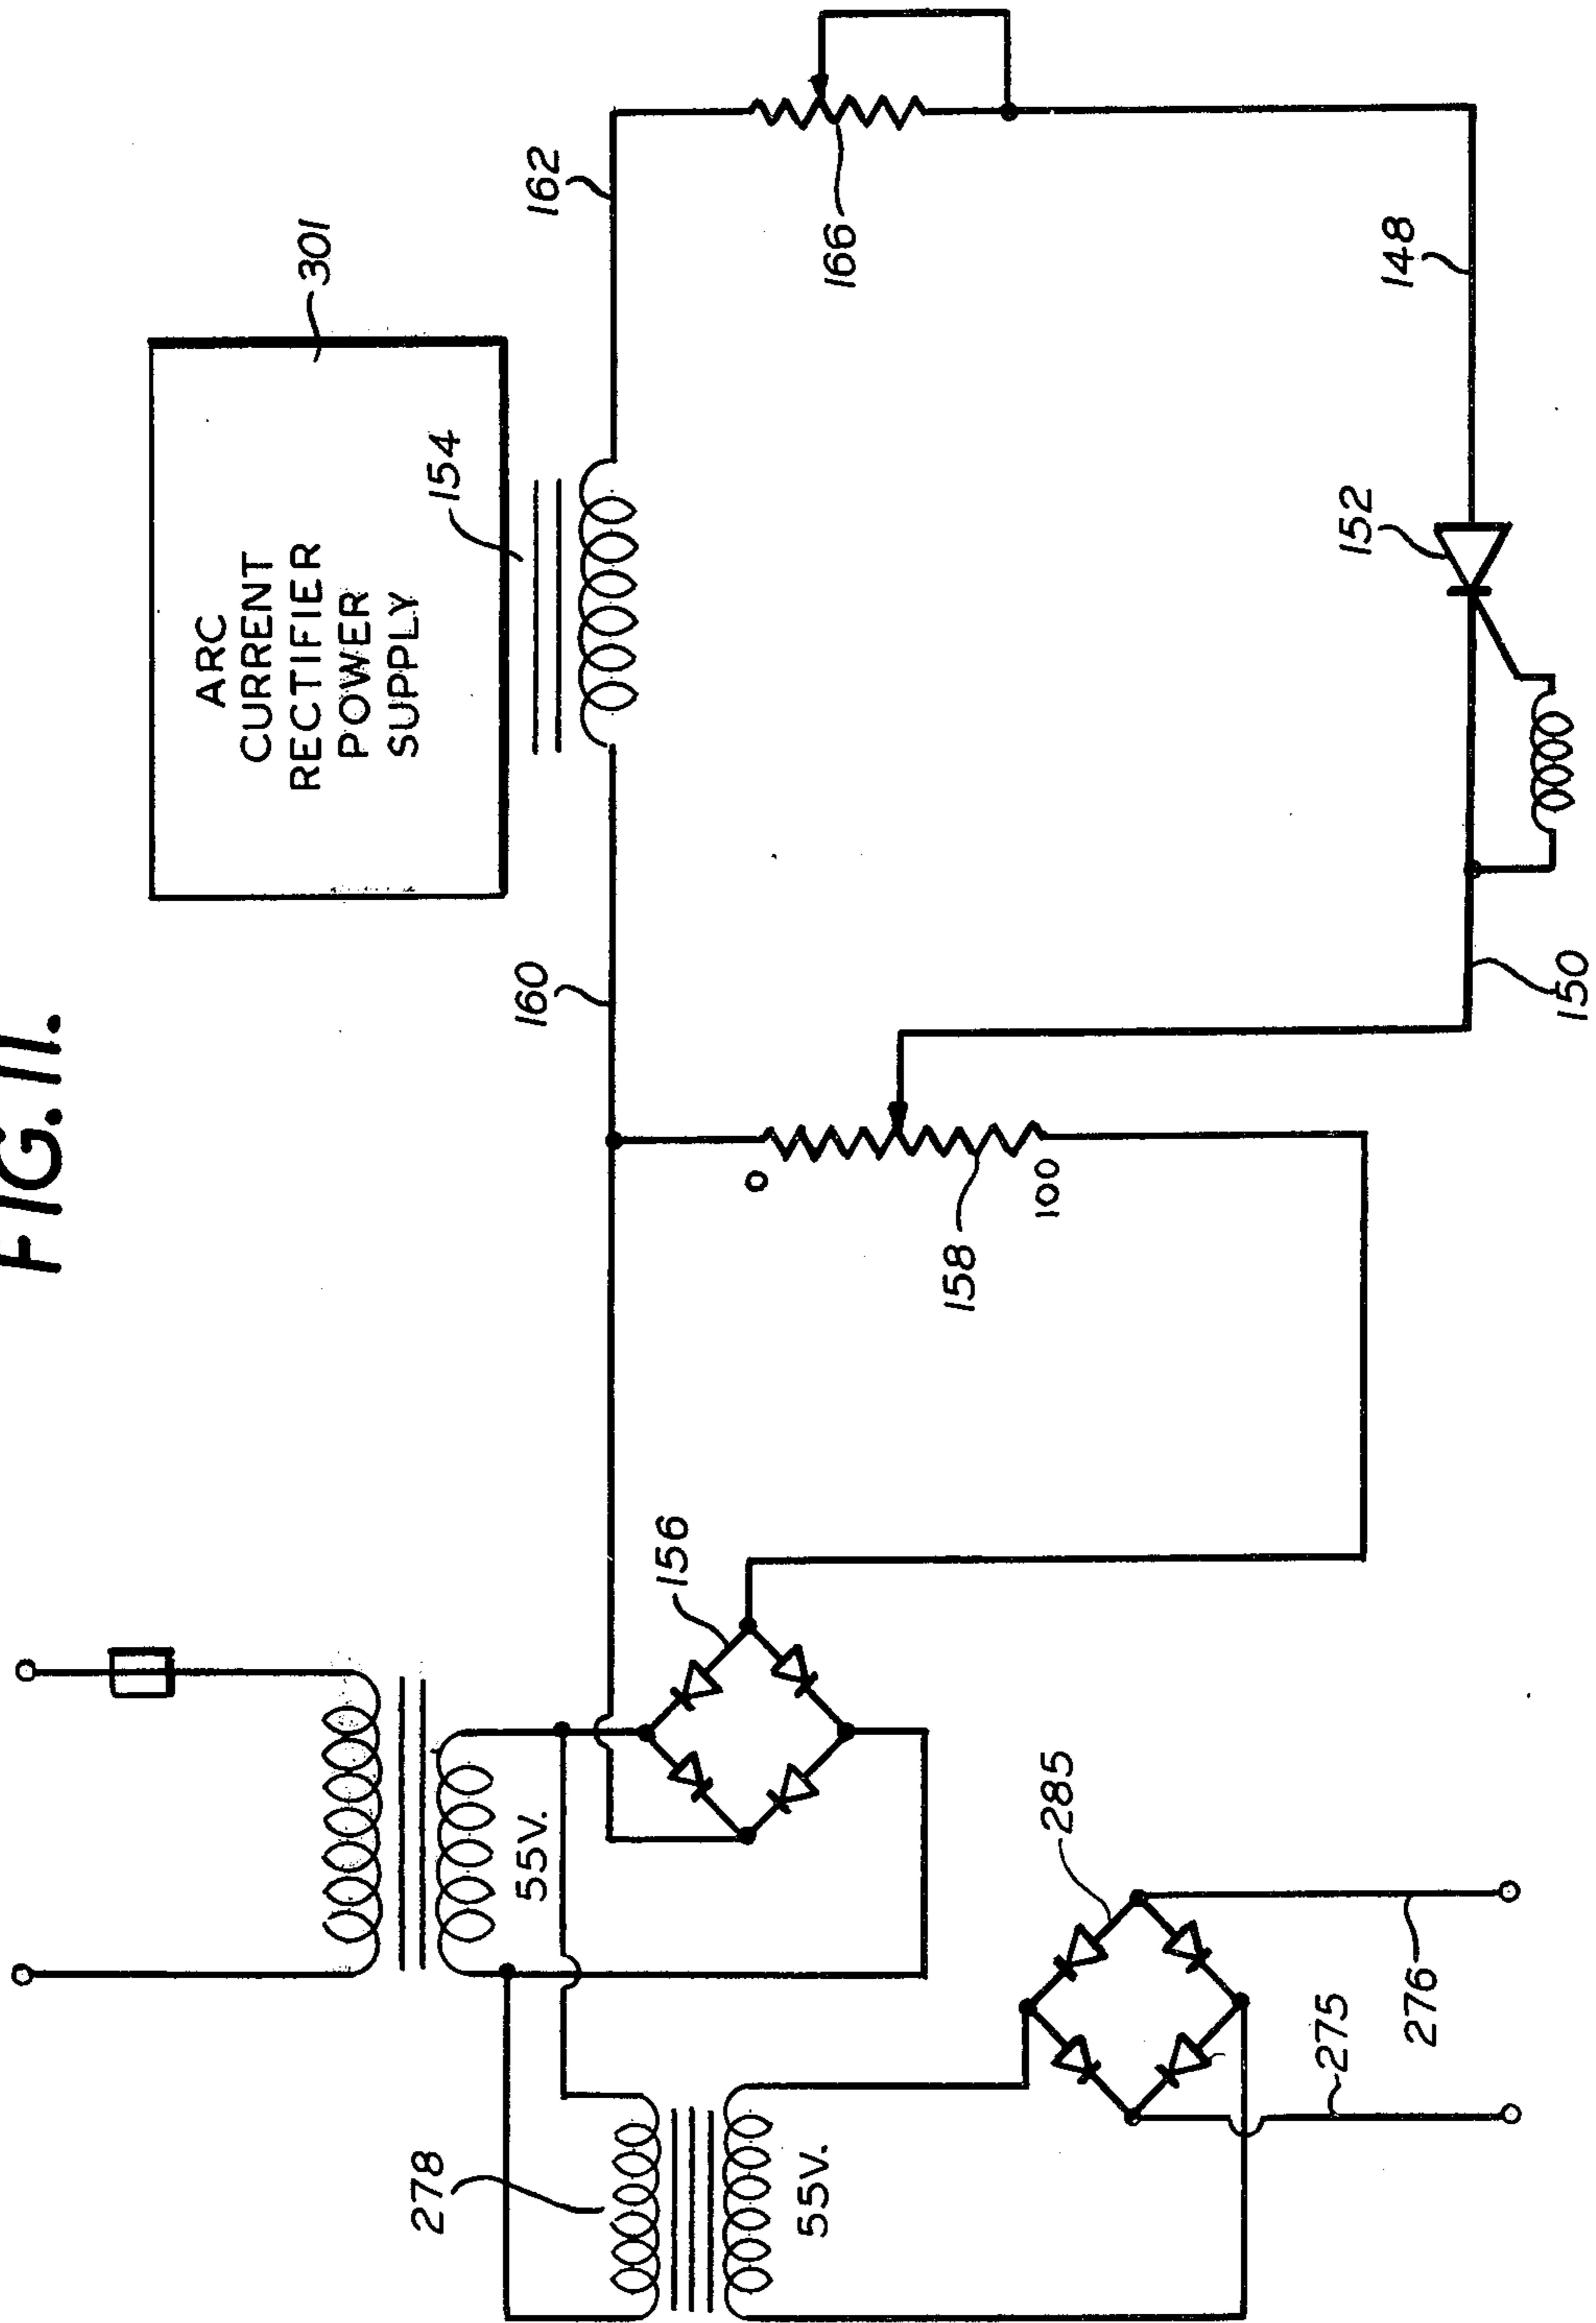 FIG. 11.
ARC
CURRENT
RECTIFIER
POWER
SUPPLY
301
154
160
162
166
148
152
150
158
0
100
156
55V.
278
55V.
285
275
276